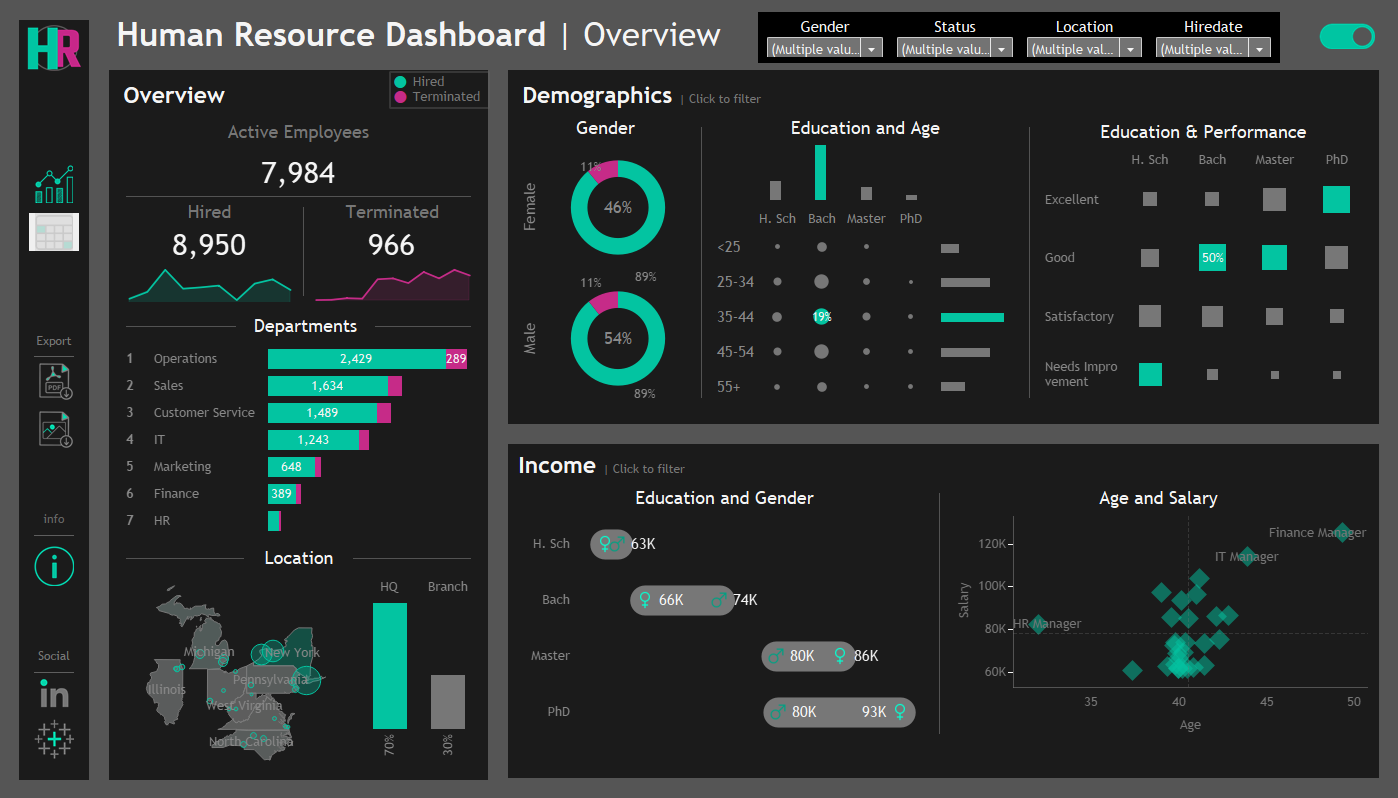 HR
Human Resource Dashboard | Overview
Gender Status Location Hiredate
(Multiple valu... (Multiple valu... (Multiple val... (Multiple val...
Overview
Hired
Terminated
Active Employees
7,984
Hired Terminated
8,950 966
Departments
1 Operations 2,429 289
2 Sales 1,634
3 Customer Service 1,489
4 IT 1,243
5 Marketing 648
6 Finance 389
7 HR
Location
HQ Branch
Michigan
New York
Pennsylvania
Illinois
West Virginia
North Carolina
70% 30%
Export
PDF
info
i
Social
in
Demographics | Click to filter
Gender
Female
11%
46%
89%
Male
11%
54%
89%
Education and Age
H. Sch Bach Master PhD
<25
25-34
35-44 19%
45-54
55+
Education & Performance
H. Sch Bach Master PhD
Excellent
Good 50%
Satisfactory
Needs Impro
vement
Income | Click to filter
Education and Gender
H. Sch ♀ ♂ 63K
Bach ♀ 66K ♂ 74K
Master ♂ 80K ♀ 86K
PhD ♂ 80K 93K ♀
Age and Salary
Salary
120K
100K
80K
60K
Finance Manager
IT Manager
HR Manager
35 40 45 50
Age